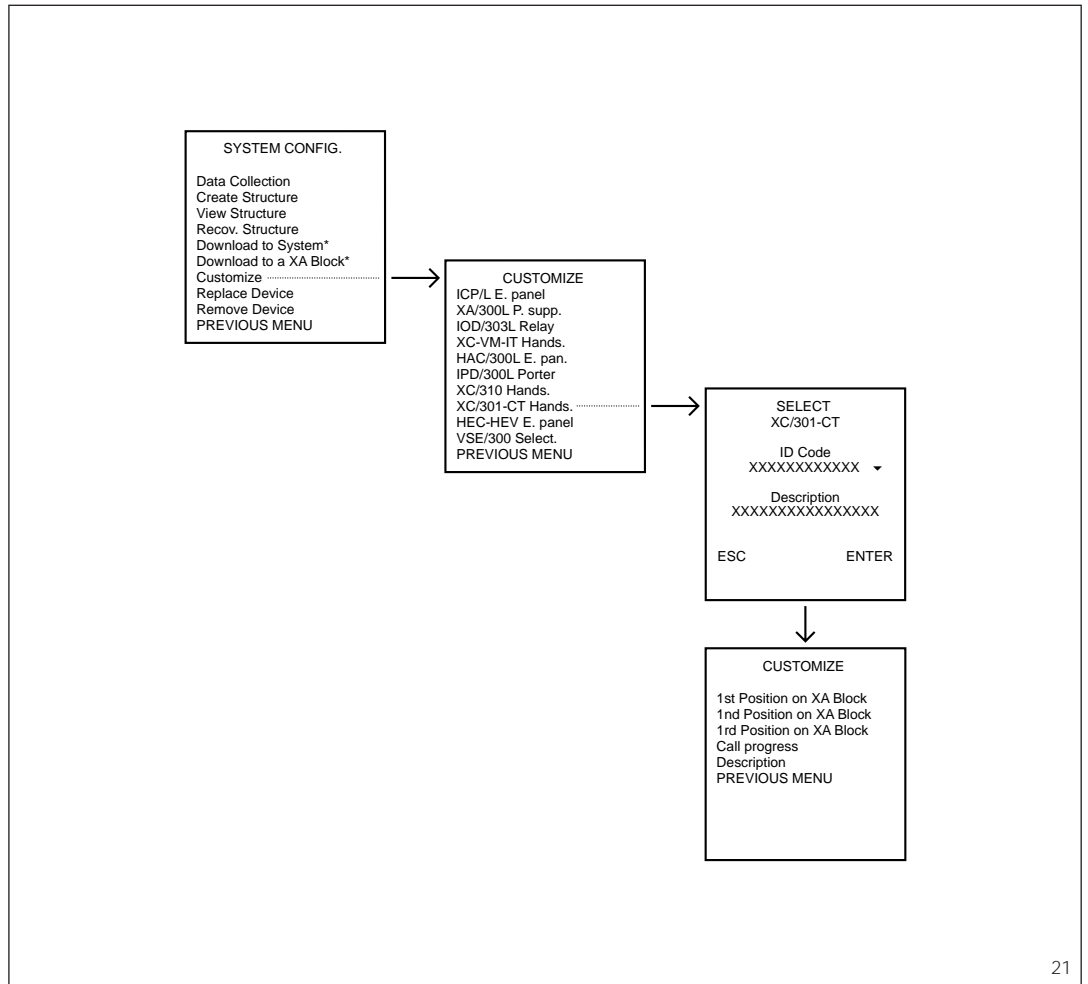 SYSTEM CONFIG.
Data Collection
Create Structure
View Structure
Recov. Structure
Download to System*
Download to a XA Block*
Customize
Replace Device
Remove Device
PREVIOUS MENU
CUSTOMIZE
ICP/L E. panel
XA/300L P. supp.
IOD/303L Relay
XC-VM-IT Hands.
HAC/300L E. pan.
IPD/300L Porter
XC/310 Hands.
XC/301-CT Hands.
HEC-HEV E. panel
VSE/300 Select.
PREVIOUS MENU
SELECT
XC/301-CT
ID Code
XXXXXXXXXXXX
Description
XXXXXXXXXXXXXXXX
ESC ENTER
CUSTOMIZE
1st Position on XA Block
1nd Position on XA Block
1rd Position on XA Block
Call progress
Description
PREVIOUS MENU
21